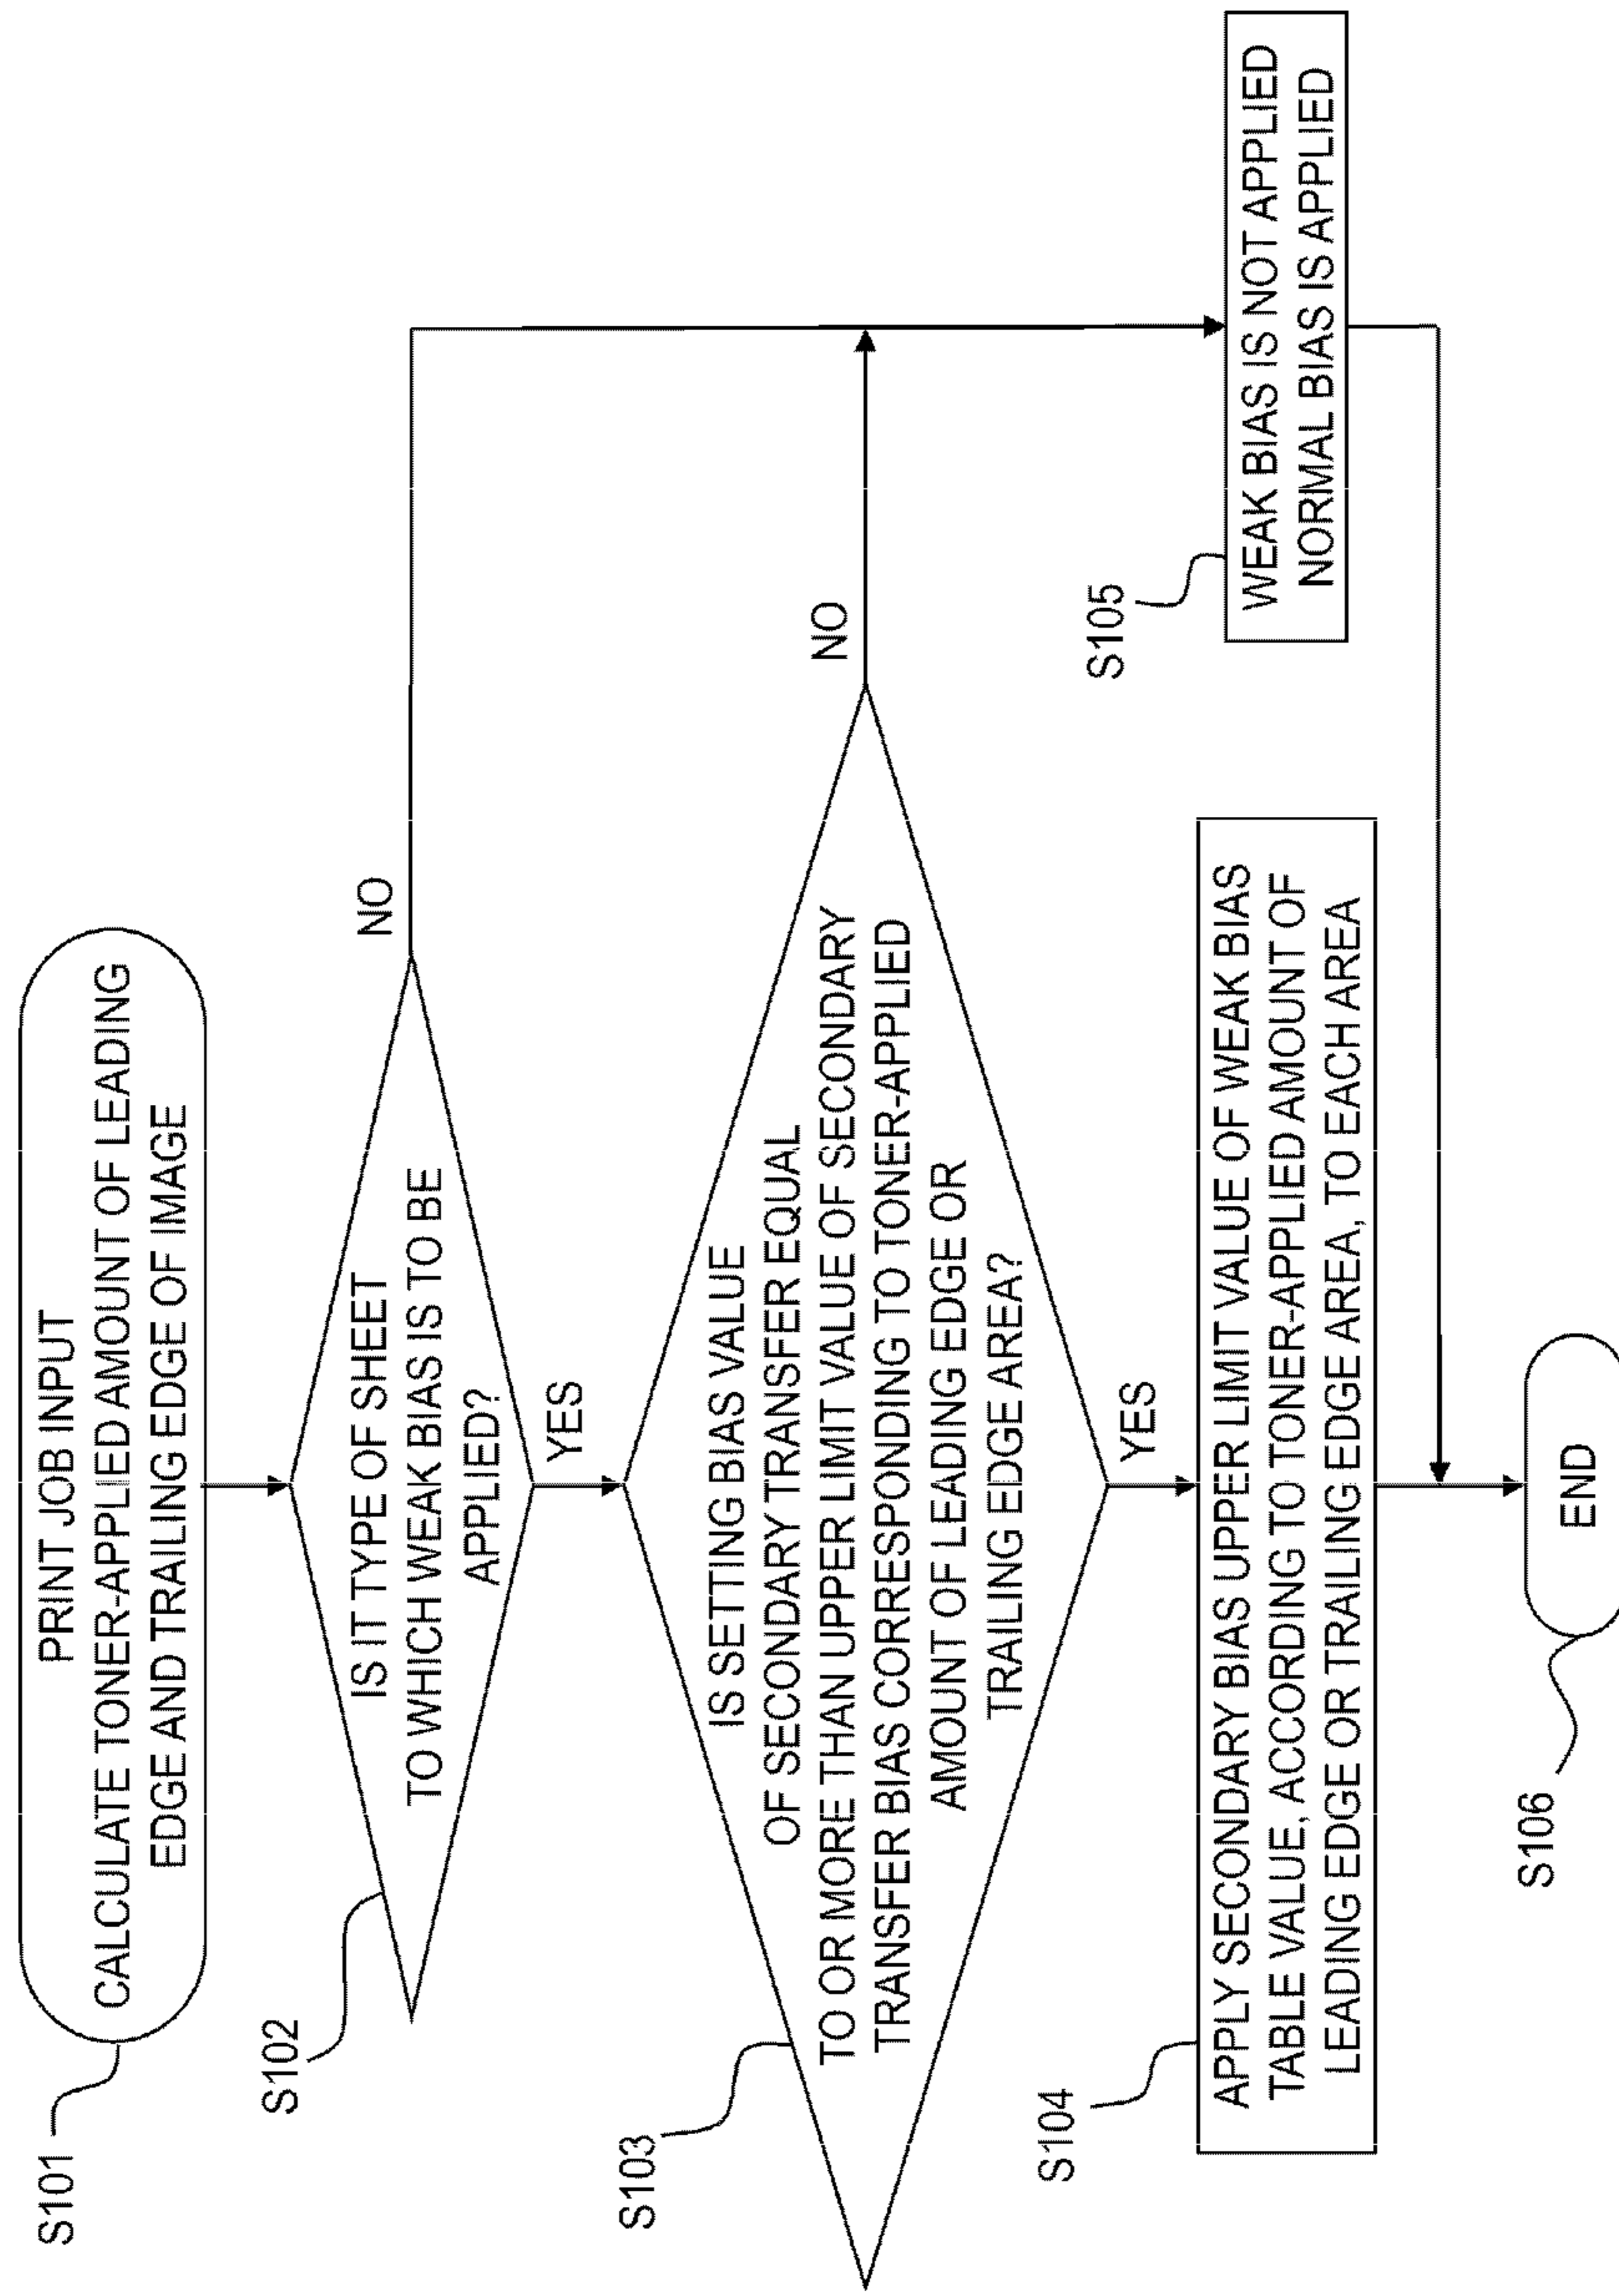 S101
PRINT JOB INPUT
CALCULATE TONER-APPLIED AMOUNT OF LEADING
EDGE AND TRAILING EDGE OF IMAGE
S102
IS IT TYPE OF SHEET
TO WHICH WEAK BIAS IS TO BE
APPLIED?
NO
YES
S103
IS SETTING BIAS VALUE
OF SECONDARY TRANSFER EQUAL
TO OR MORE THAN UPPER LIMIT VALUE OF SECONDARY
TRANSFER BIAS CORRESPONDING TO TONER-APPLIED
AMOUNT OF LEADING EDGE OR
TRAILING EDGE AREA?
NO
YES
S104
APPLY SECONDARY BIAS UPPER LIMIT VALUE OF WEAK BIAS
TABLE VALUE, ACCORDING TO TONER-APPLIED AMOUNT OF
LEADING EDGE OR TRAILING EDGE AREA, TO EACH AREA
S105
WEAK BIAS IS NOT APPLIED
NORMAL BIAS IS APPLIED
S106
END